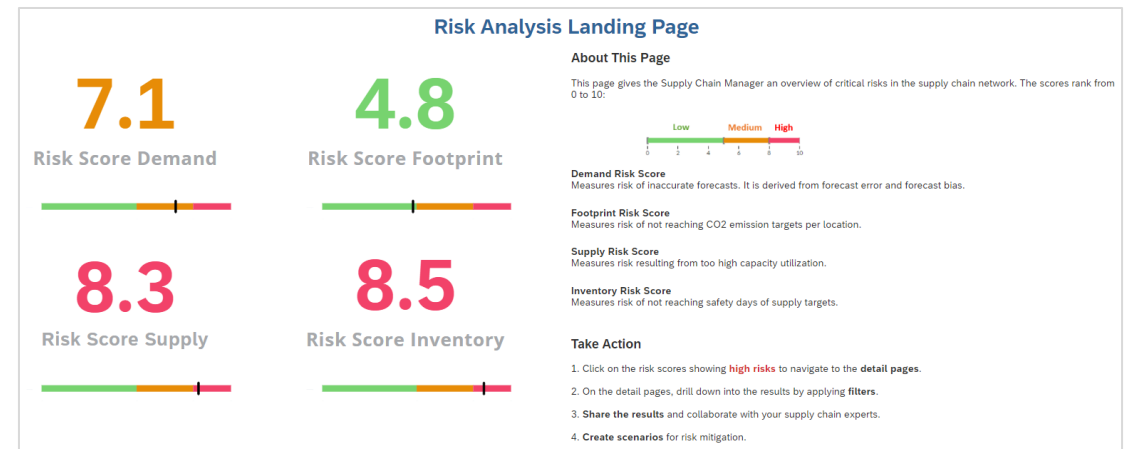 Risk Analysis Landing Page
7.1
Risk Score Demand
4.8
Risk Score Footprint
8.3
Risk Score Supply
8.5
Risk Score Inventory
About This Page
This page gives the Supply Chain Manager an overview of critical risks in the supply chain network. The scores rank from
0 to 10:
Low Medium High
0 2 4 6 8 10
Demand Risk Score
Measures risk of inaccurate forecasts. It is derived from forecast error and forecast bias.
Footprint Risk Score
Measures risk of not reaching CO2 emission targets per location.
Supply Risk Score
Measures risk resulting from too high capacity utilization.
Inventory Risk Score
Measures risk of not reaching safety days of supply targets.
Take Action
1. Click on the risk scores showing high risks to navigate to the detail pages.
2. On the detail pages, drill down into the results by applying filters.
3. Share the results and collaborate with your supply chain experts.
4. Create scenarios for risk mitigation.